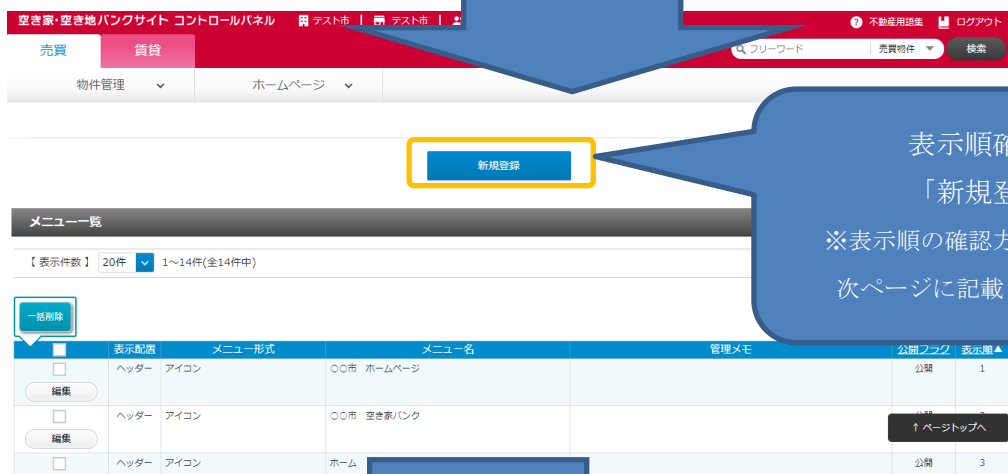 空き家・空き地バンクサイト コントロールパネル テスト市 | テスト市 |
不動産用語集 ログアウト
売買 賃貸
フリーワード 売買物件 検索
物件管理 ホームページ
表示順確
新規登録
「新規登
メニュー一覧
※表示順の確認方
【 表示件数 】 20件 1～14件(全14件中)
次ページに記載
一括削除
表示配置 メニュー形式 メニュー名 管理メモ 公開フラグ 表示順▲
ヘッダー アイコン 〇〇市 ホームページ 公開 1
編集
ヘッダー アイコン 〇〇市 空き家バンク
編集
↑ ページトップへ
ヘッダー アイコン ホーム 公開 3